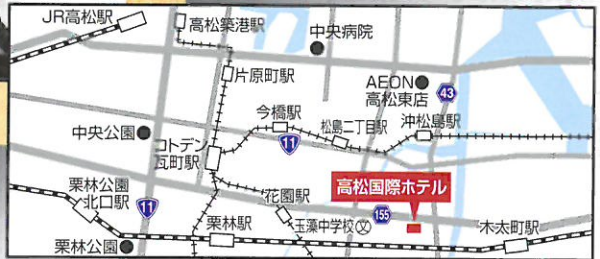 JR高松駅
高松築港駅
中央病院
片原町駅
AEON
高松東店
43
今橋駅
松島二丁目駅
沖松島駅
中央公園
コトデン
瓦町駅
11
高松国際ホテル
栗林公園
北口駅
11
花園駅
155
栗林駅
玉藻中学校
文
木太町駅
栗林公園